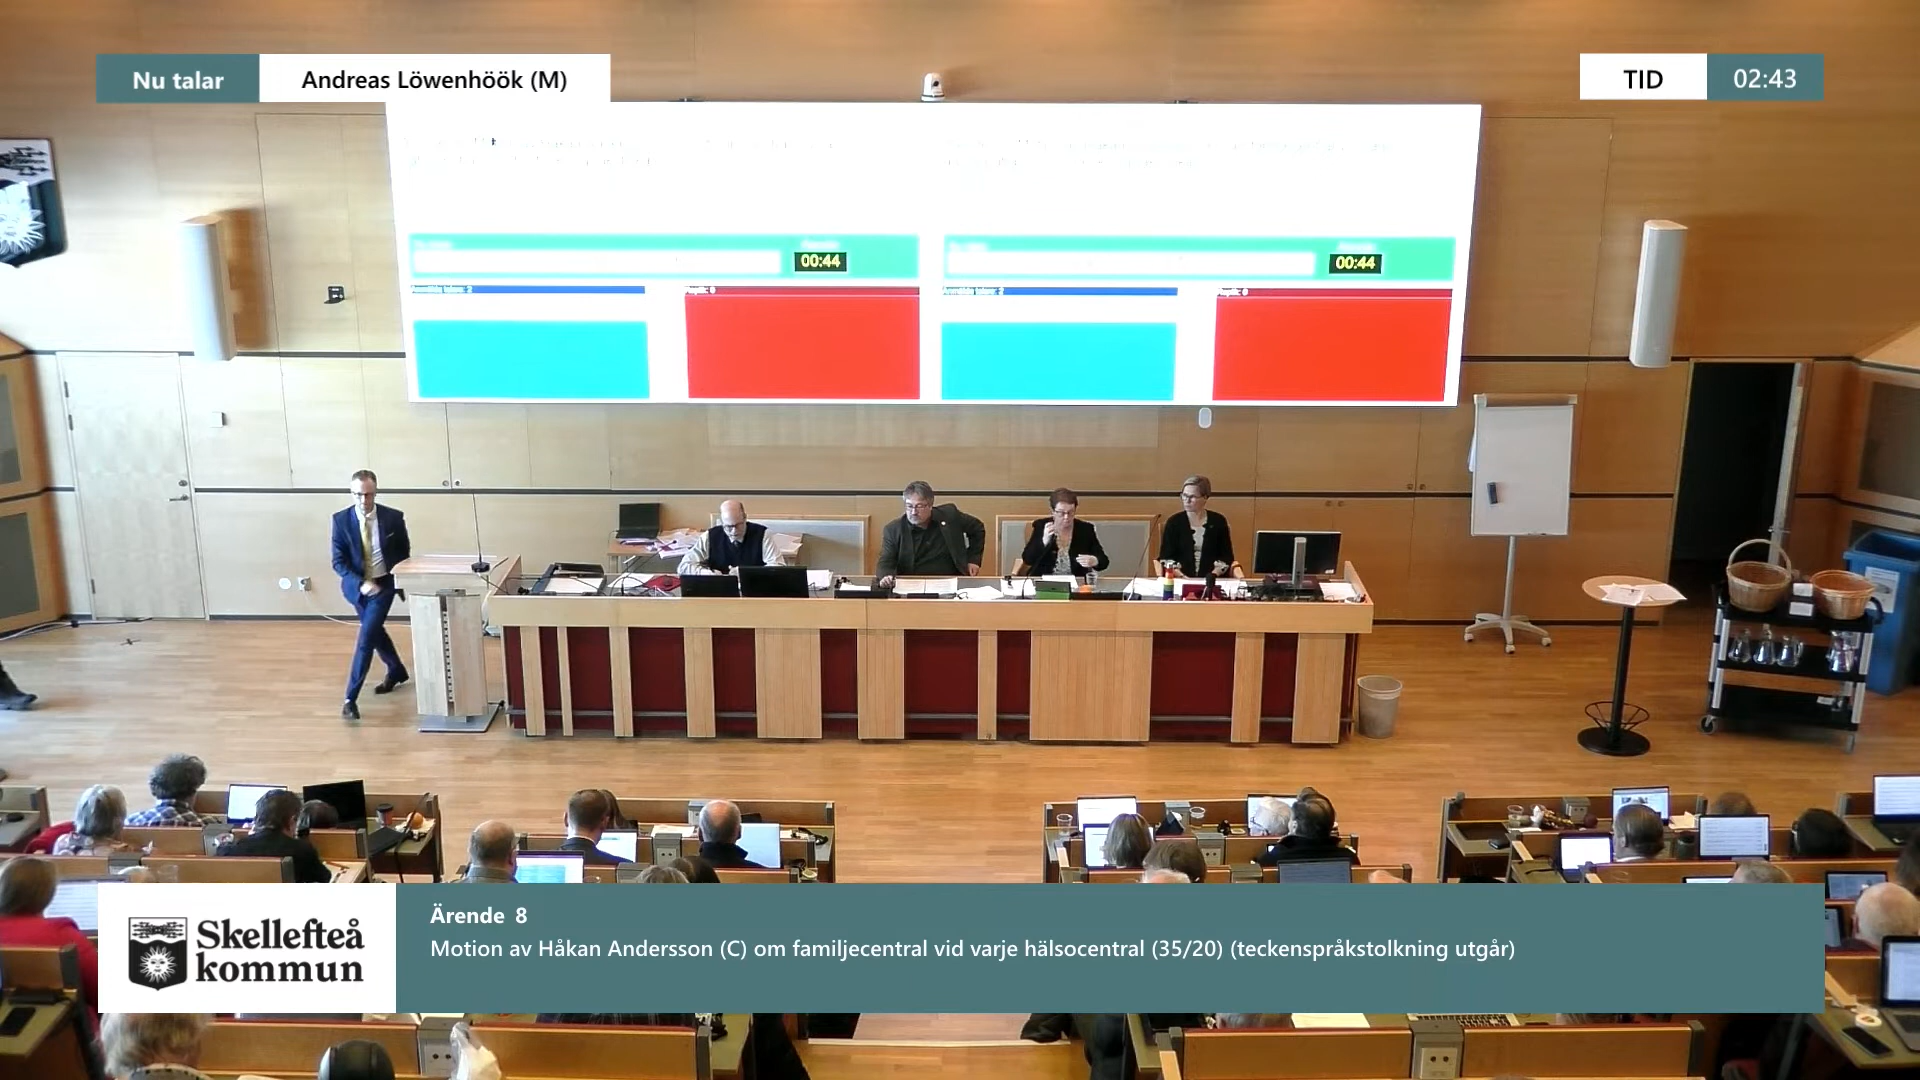 Nu talar
Andreas Löwenhöök (M)
TID
02:43
00:44
00:44
Skellefteå
kommun
Ärende 8
Motion av Håkan Andersson (C) om familjecentral vid varje hälsocentral (35/20) (teckenspråkstolkning utgår)